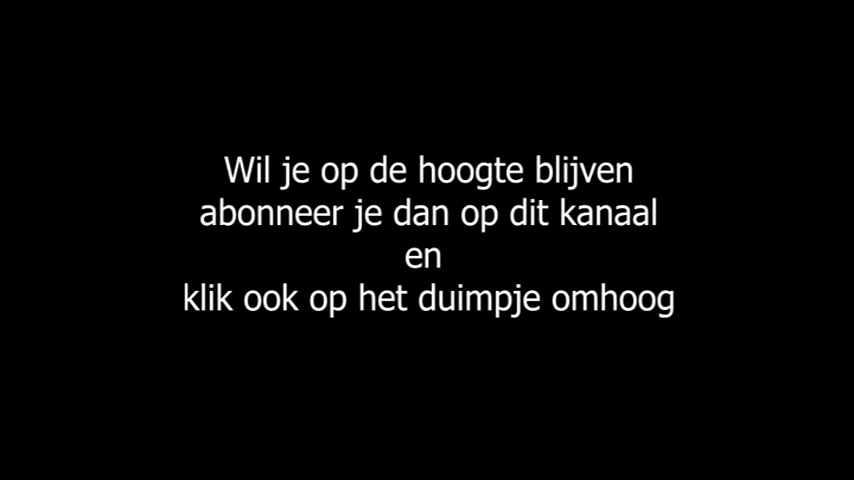 Wil je op de hoogte blijven
abonneer je dan op dit kanaal
en
klik ook op het duimpje omhoog